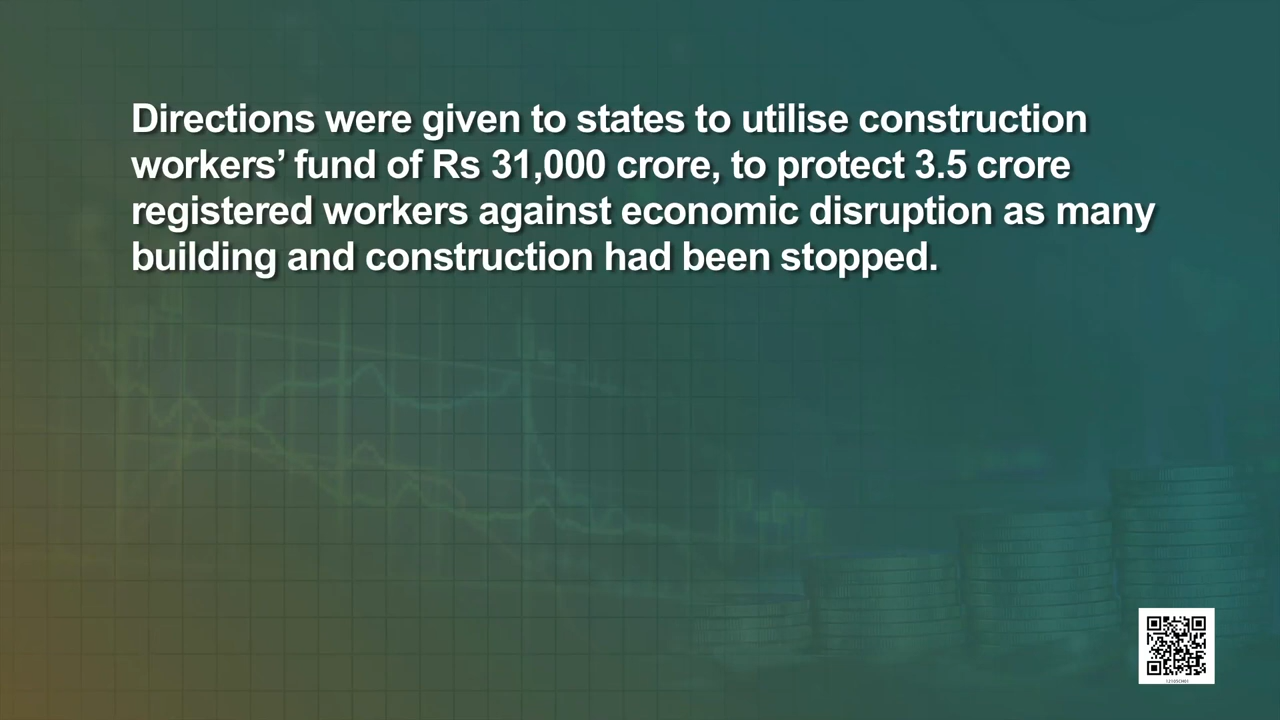 Directions were given to states to utilise construction
workers’ fund of Rs 31,000 crore, to protect 3.5 crore
registered workers against economic disruption as many
building and construction had been stopped.